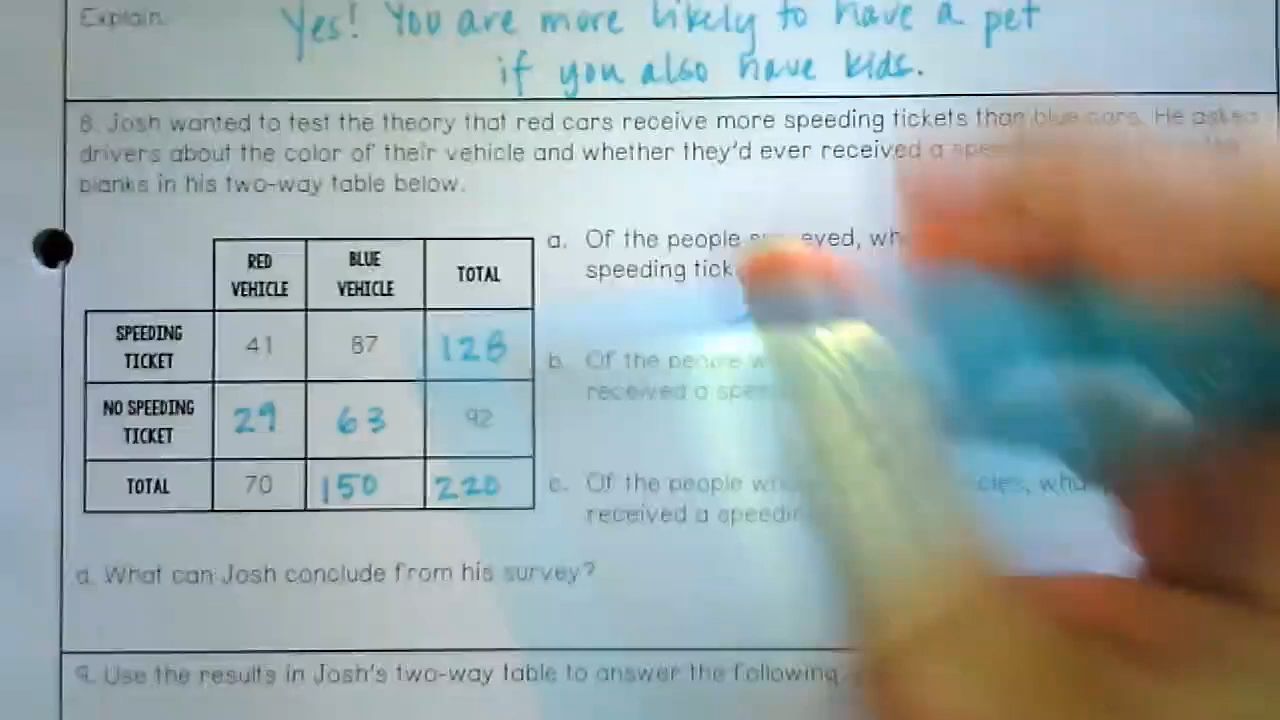 Explain.
Yes! You are more likely to have a pet
if you also have kids.
8. Josh wanted to test the theory that red cars receive more speeding tickets than blue cars. He asked
drivers about the color of their vehicle and whether they'd ever received a
blanks in his two-way table below.
RED VEHICLE BLUE VEHICLE TOTAL
SPEEDING TICKET 41 87 128
NO SPEEDING TICKET 29 63 92
TOTAL 70 150 220
a. Of the people
speeding
b. Of the people
received a
c. Of the people
received a
d. What can Josh conclude from his survey?
9. Use the results in Josh's two-way table to answer the following.